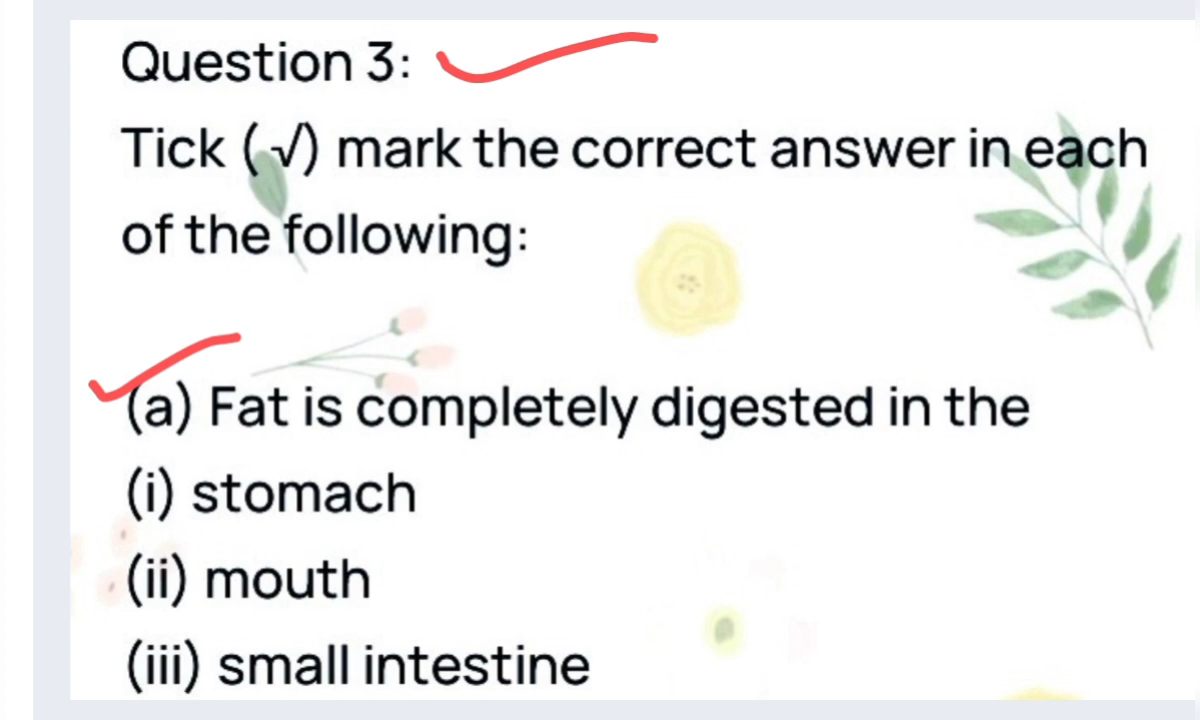 Question 3:
Tick (√) mark the correct answer in each
of the following:
(a) Fat is completely digested in the
(i) stomach
(ii) mouth
(iii) small intestine